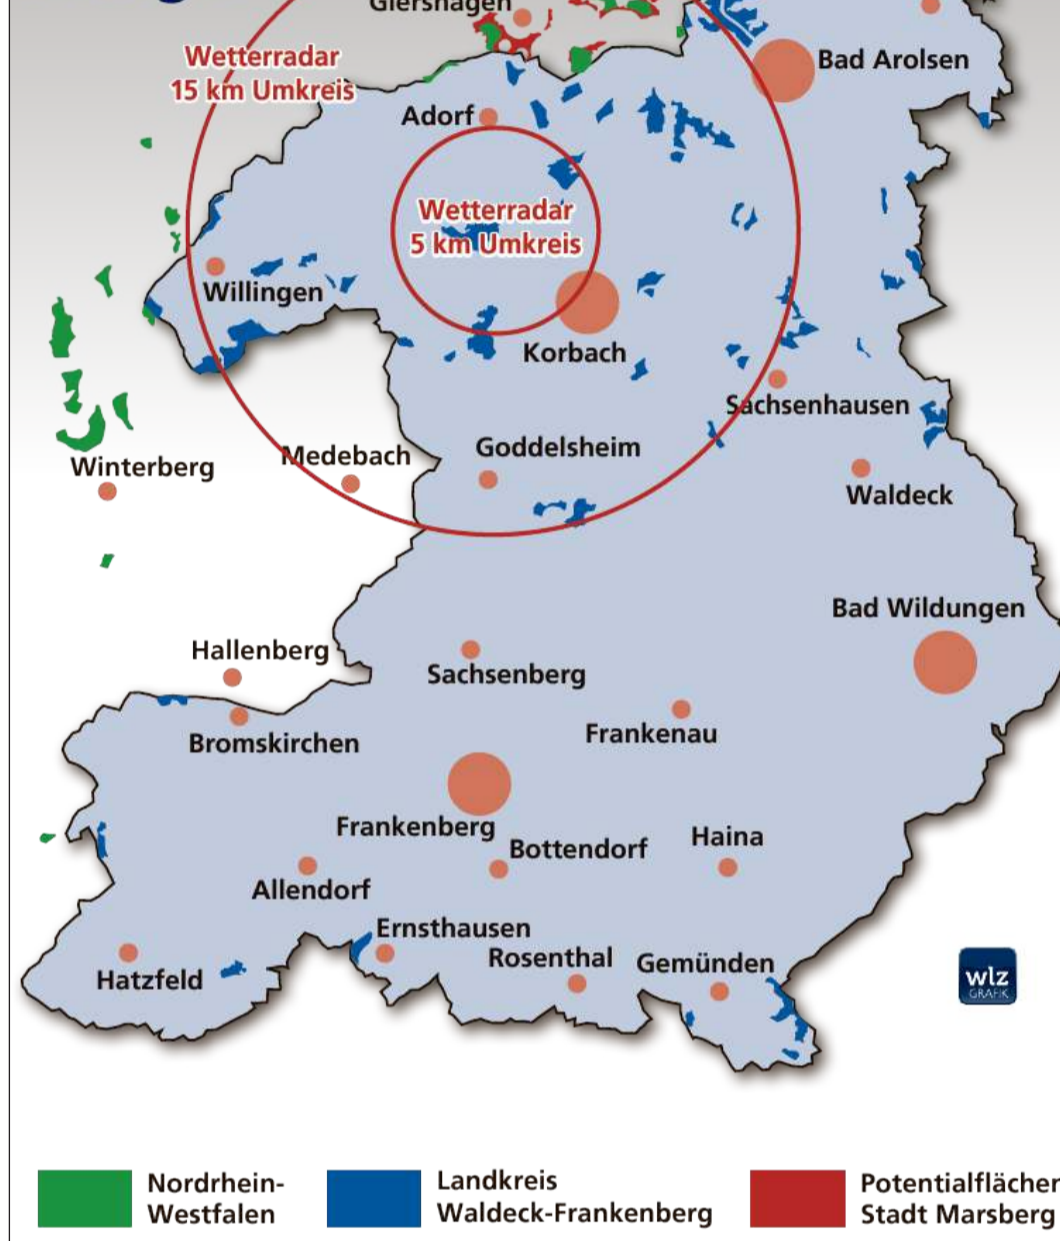 Giershagen
Wetterradar
15 km Umkreis
Bad Arolsen
Adorf
Wetterradar
5 km Umkreis
Willingen
Korbach
Sachsenhausen
Medebach
Goddelsheim
Winterberg
Waldeck
Bad Wildungen
Hallenberg
Sachsenberg
Frankenau
Bromskirchen
Frankenberg
Bottendorf
Haina
Allendorf
Ernsthausen
Rosenthal
Gemünden
Hatzfeld
wlz
GRAFIK
Nordrhein-
Westfalen
Landkreis
Waldeck-Frankenberg
Potentialflächen
Stadt Marsberg